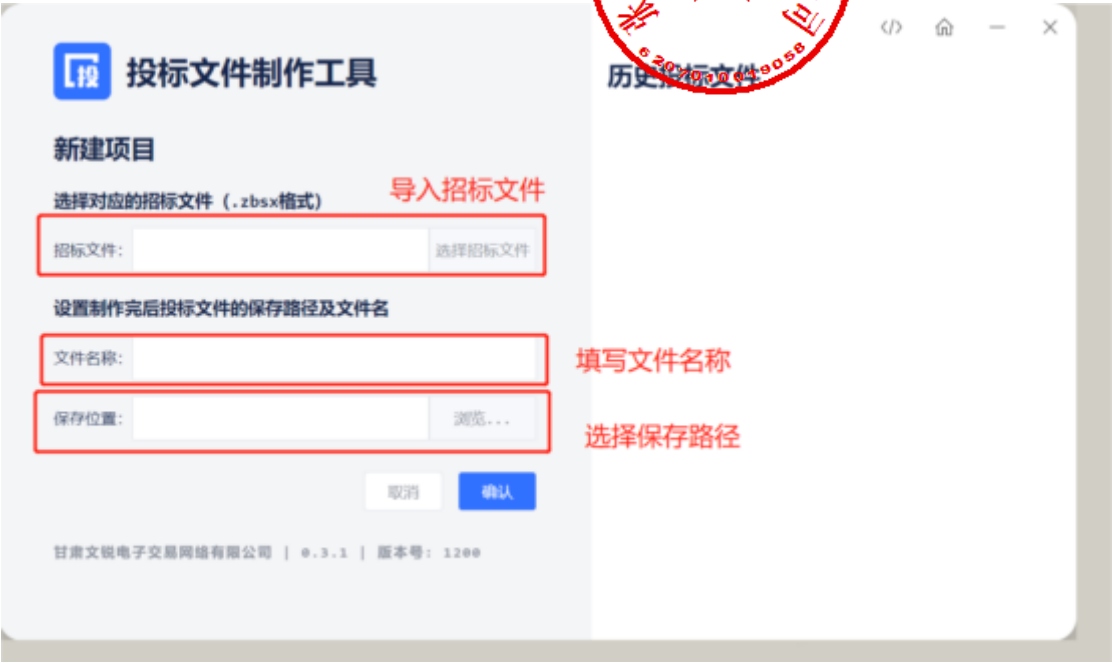 投标文件制作工具
新建项目
选择对应的招标文件（.zbsx格式）
导入招标文件
招标文件：
选择招标文件
设置制作完后投标文件的保存路径及文件名
文件名称：
填写文件名称
保存位置：
浏览...
选择保存路径
取消
确认
甘肃文锐电子交易网络有限公司 | 0.3.1 | 版本号：1200
张
司
6207010019058
历史投标文件